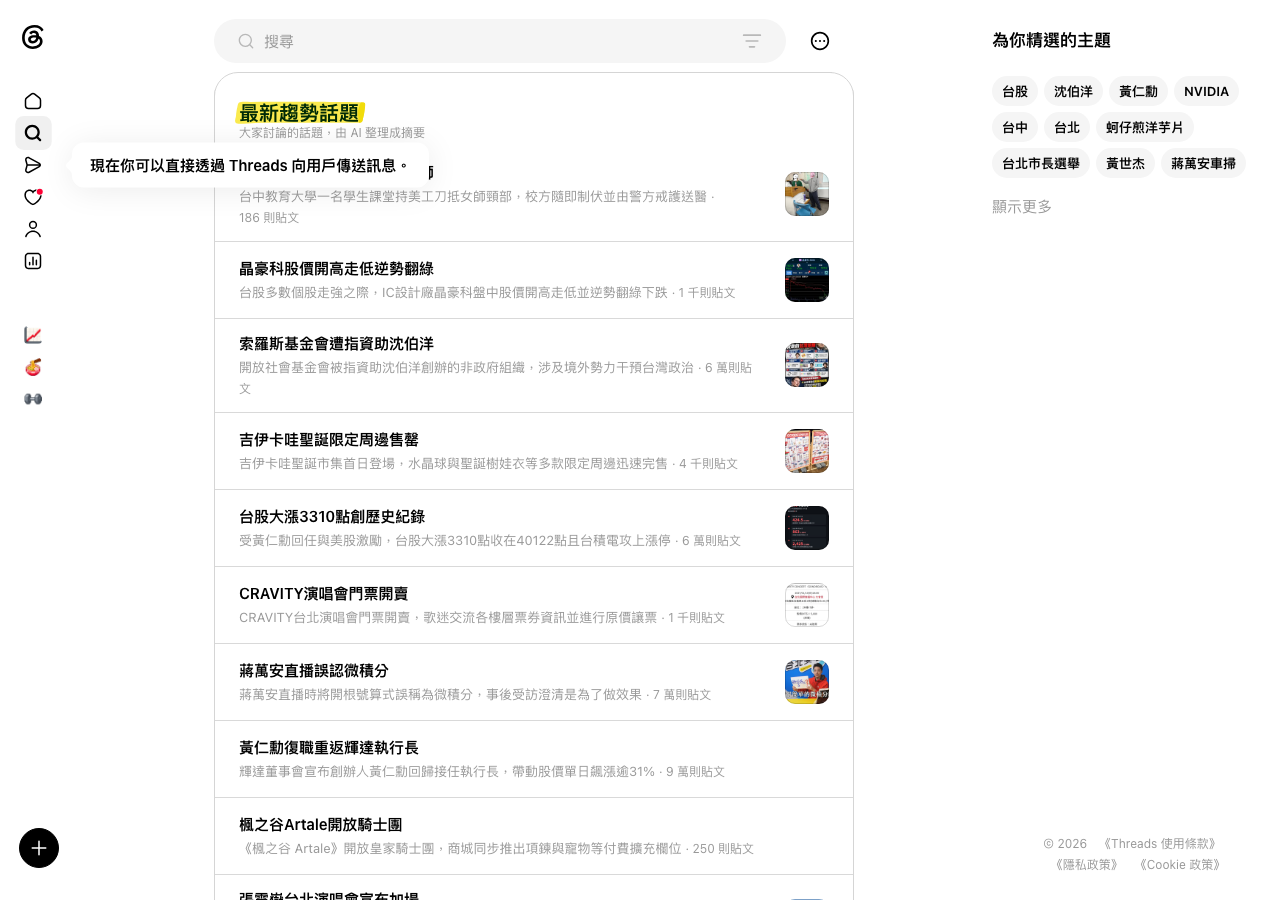 搜尋
最新趨勢話題
大家討論的話題，由 AI 整理成摘要
現在你可以直接透過 Threads 向用戶傳送訊息。
台中教育大學一名學生課堂持美工刀抵女師頸部，校方隨即制伏並由警方戒護送醫 ·
186 則貼文
晶豪科股價開高走低逆勢翻綠
台股多數個股走強之際，IC設計廠晶豪科盤中股價開高走低並逆勢翻綠下跌 · 1 千則貼文
索羅斯基金會遭指資助沈伯洋
開放社會基金會被指資助沈伯洋創辦的非政府組織，涉及境外勢力干預台灣政治 · 6 萬則貼
文
吉伊卡哇聖誕限定周邊售罄
吉伊卡哇聖誕市集首日登場，水晶球與聖誕樹娃衣等多款限定周邊迅速完售 · 4 千則貼文
台股大漲3310點創歷史紀錄
受黃仁勳回任與美股激勵，台股大漲3310點收在40122點且台積電攻上漲停 · 6 萬則貼文
CRAVITY演唱會門票開賣
CRAVITY台北演唱會門票開賣，歌迷交流各樓層票券資訊並進行原價讓票 · 1 千則貼文
蔣萬安直播誤認微積分
蔣萬安直播時將開根號算式誤稱為微積分，事後受訪澄清是為了做效果 · 7 萬則貼文
黃仁勳復職重返輝達執行長
輝達董事會宣布創辦人黃仁勳回歸接任執行長，帶動股價單日飆漲逾31% · 9 萬則貼文
楓之谷Artale開放騎士團
《楓之谷 Artale》開放皇家騎士團，商城同步推出項鍊與寵物等付費擴充欄位 · 250 則貼文
為你精選的主題
台股 沈伯洋 黃仁勳 NVIDIA
台中 台北 蚵仔煎洋芋片
台北市長選舉 黃世杰 蔣萬安車掃
顯示更多
© 2026 《Threads 使用條款》
《隱私政策》 《Cookie 政策》